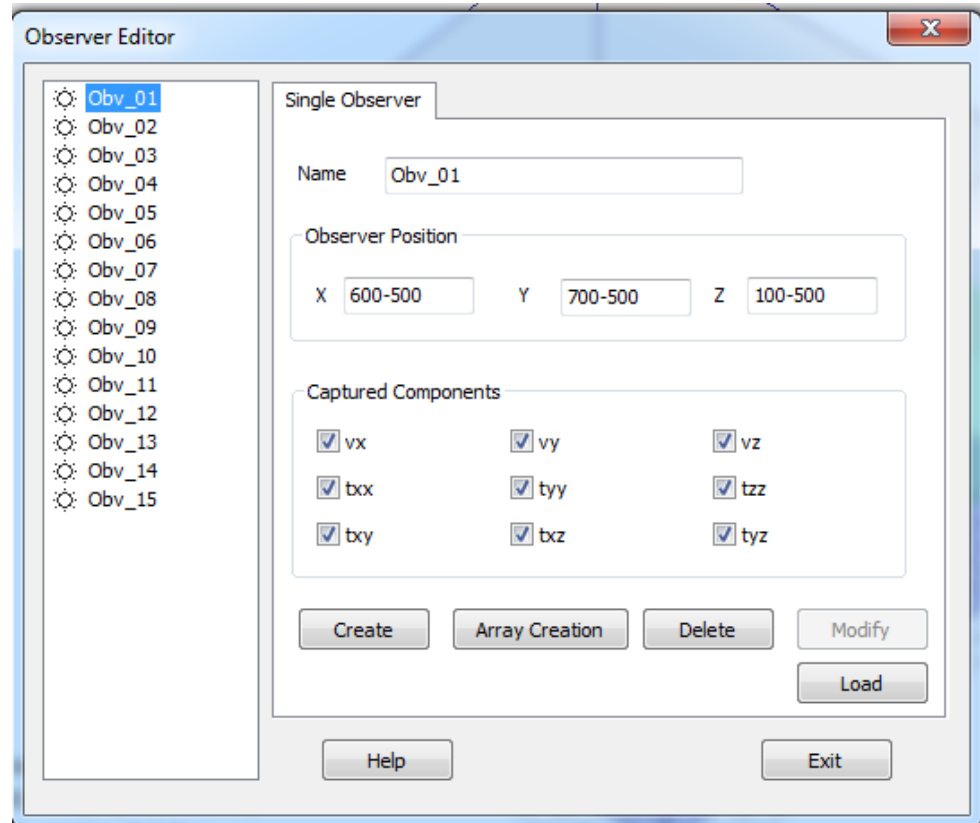 Observer Editor
Obv_01
Obv_02
Obv_03
Obv_04
Obv_05
Obv_06
Obv_07
Obv_08
Obv_09
Obv_10
Obv_11
Obv_12
Obv_13
Obv_14
Obv_15
Single Observer
Name Obv_01
Observer Position
X 600-500 Y 700-500 Z 100-500
Captured Components
vx vy vz
txx tyy tzz
txy txz tyz
Create Array Creation Delete Modify
Load
Help Exit